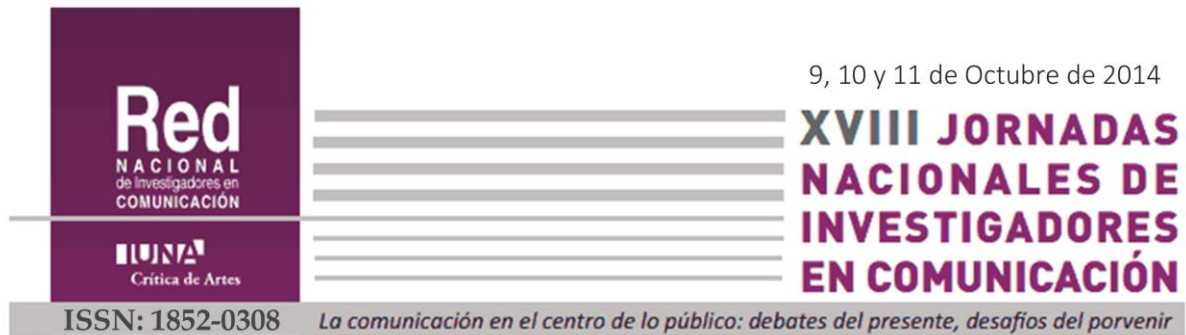 Red
NACIONAL
de Investigadores en
COMUNICACIÓN
IUNA
Crítica de Artes
ISSN: 1852-0308
9, 10 y 11 de Octubre de 2014
XVIII JORNADAS
NACIONALES DE
INVESTIGADORES
EN COMUNICACIÓN
La comunicación en el centro de lo público: debates del presente, desafíos del porvenir